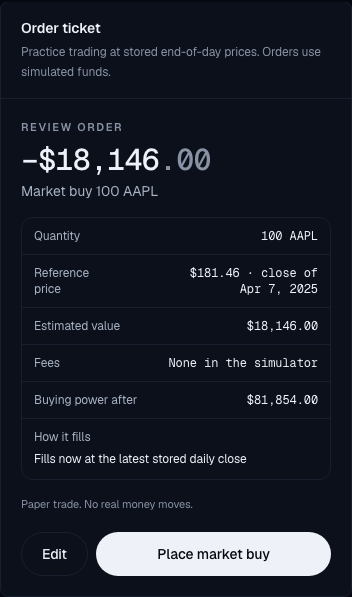 Order ticket
Practice trading at stored end-of-day prices. Orders use
simulated funds.
REVIEW ORDER
−$18,146.00
Market buy 100 AAPL
Quantity 100 AAPL
Reference $181.46 · close of
price Apr 7, 2025
Estimated value $18,146.00
Fees None in the simulator
Buying power after $81,854.00
How it fills
Fills now at the latest stored daily close
Paper trade. No real money moves.
Edit Place market buy